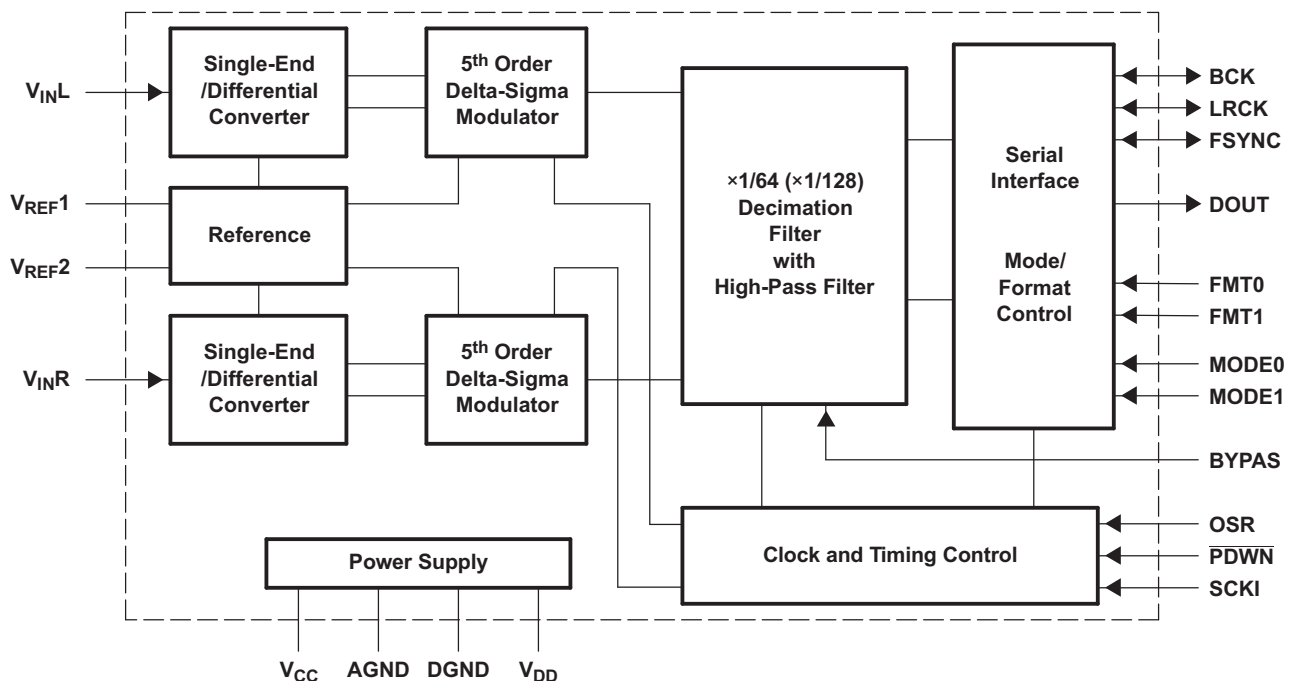 Single-End
/Differential
Converter
5th Order
Delta-Sigma
Modulator
VINL
VREF1
Reference
VREF2
Single-End
/Differential
Converter
5th Order
Delta-Sigma
Modulator
VINR
×1/64 (×1/128)
Decimation
Filter
with
High-Pass Filter
Serial
Interface
Mode/
Format
Control
BCK
LRCK
FSYNC
DOUT
FMT0
FMT1
MODE0
MODE1
BYPAS
OSR
PDWN
SCKI
Clock and Timing Control
Power Supply
VCC
AGND
DGND
VDD